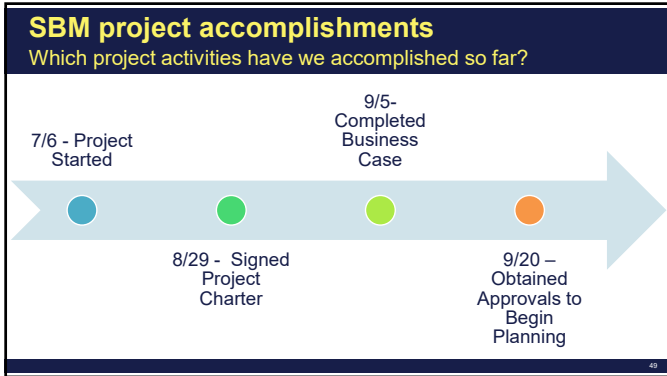 SBM project accomplishments
Which project activities have we accomplished so far?
7/6 - Project
Started
8/29 -  Signed
Project
Charter
9/5-
Completed
Business
Case
9/20 –
Obtained
Approvals to
Begin
Planning
49